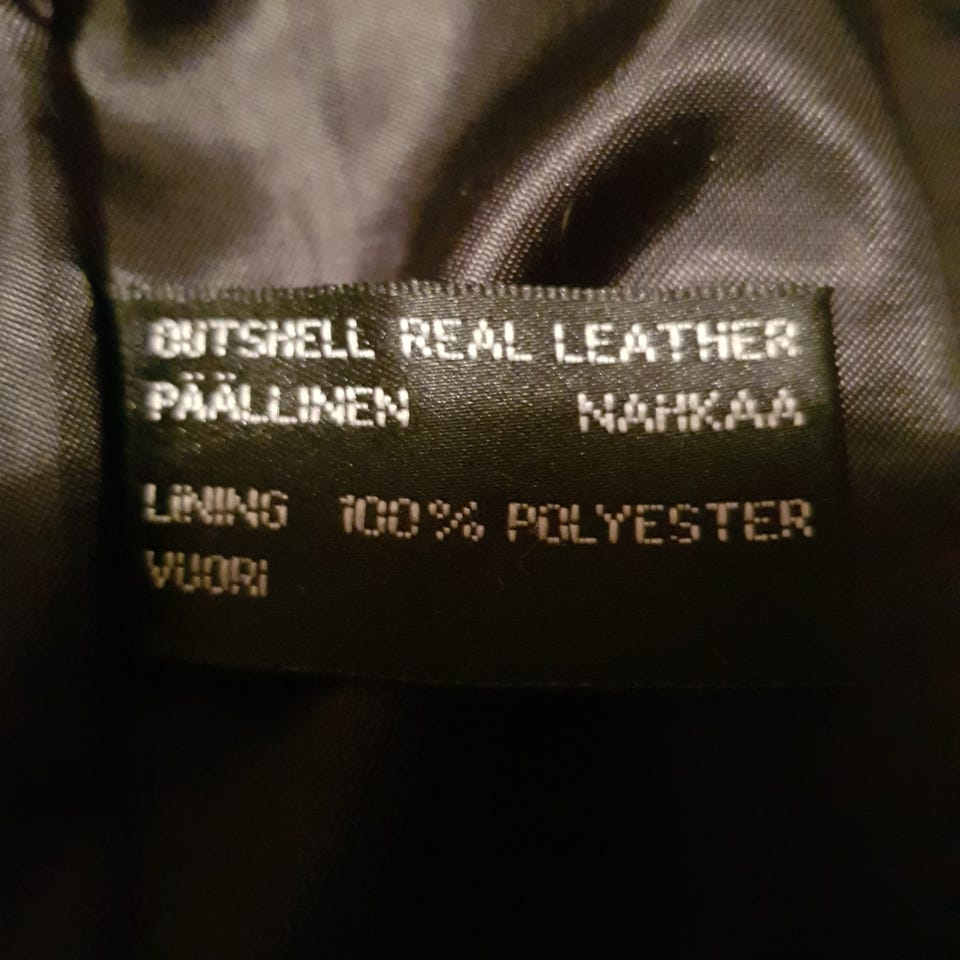 OUTSHELL REAL LEATHER
PÄÄLLINEN NAHKAA
LINING 100% POLYESTER
VUORI